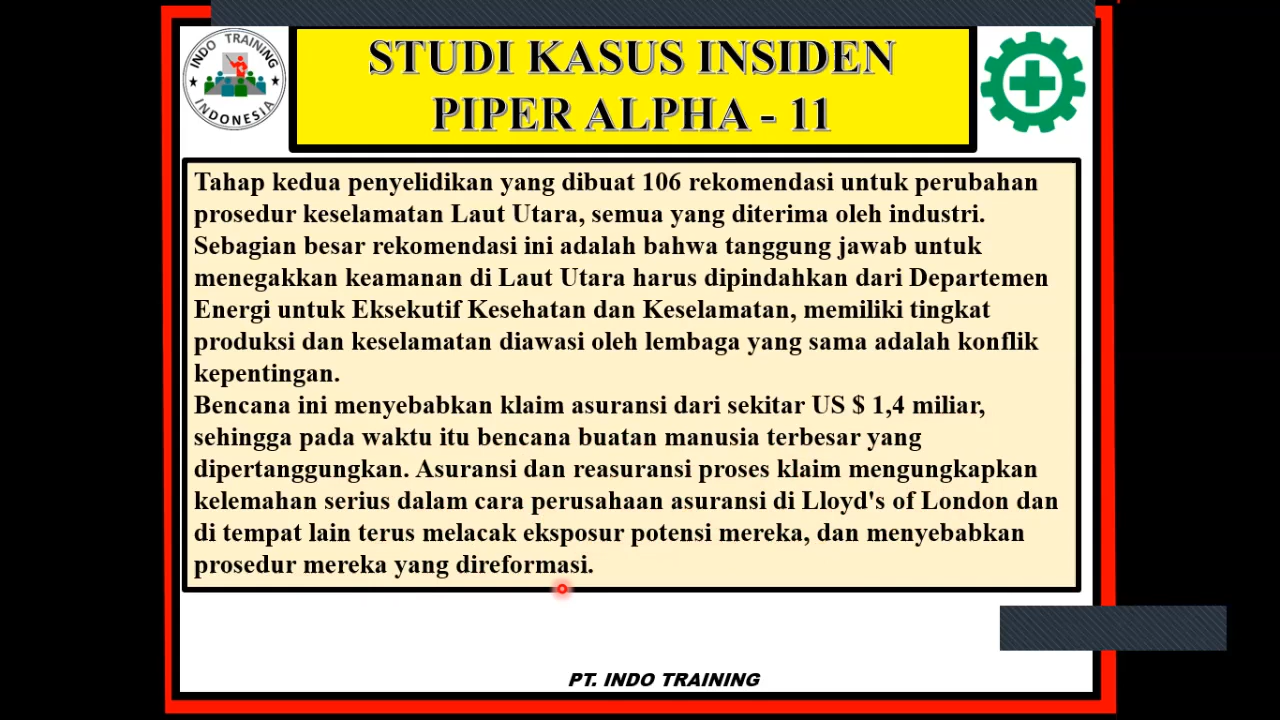 INDO TRAINING
INDONESIA
STUDI KASUS INSIDEN
PIPER ALPHA - 11
Tahap kedua penyelidikan yang dibuat 106 rekomendasi untuk perubahan
prosedur keselamatan Laut Utara, semua yang diterima oleh industri.
Sebagian besar rekomendasi ini adalah bahwa tanggung jawab untuk
menegakkan keamanan di Laut Utara harus dipindahkan dari Departemen
Energi untuk Eksekutif Kesehatan dan Keselamatan, memiliki tingkat
produksi dan keselamatan diawasi oleh lembaga yang sama adalah konflik
kepentingan.
Bencana ini menyebabkan klaim asuransi dari sekitar US $ 1,4 miliar,
sehingga pada waktu itu bencana buatan manusia terbesar yang
dipertanggungkan. Asuransi dan reasuransi proses klaim mengungkapkan
kelemahan serius dalam cara perusahaan asuransi di Lloyd's of London dan
di tempat lain terus melacak eksposur potensi mereka, dan menyebabkan
prosedur mereka yang direformasi.
PT. INDO TRAINING